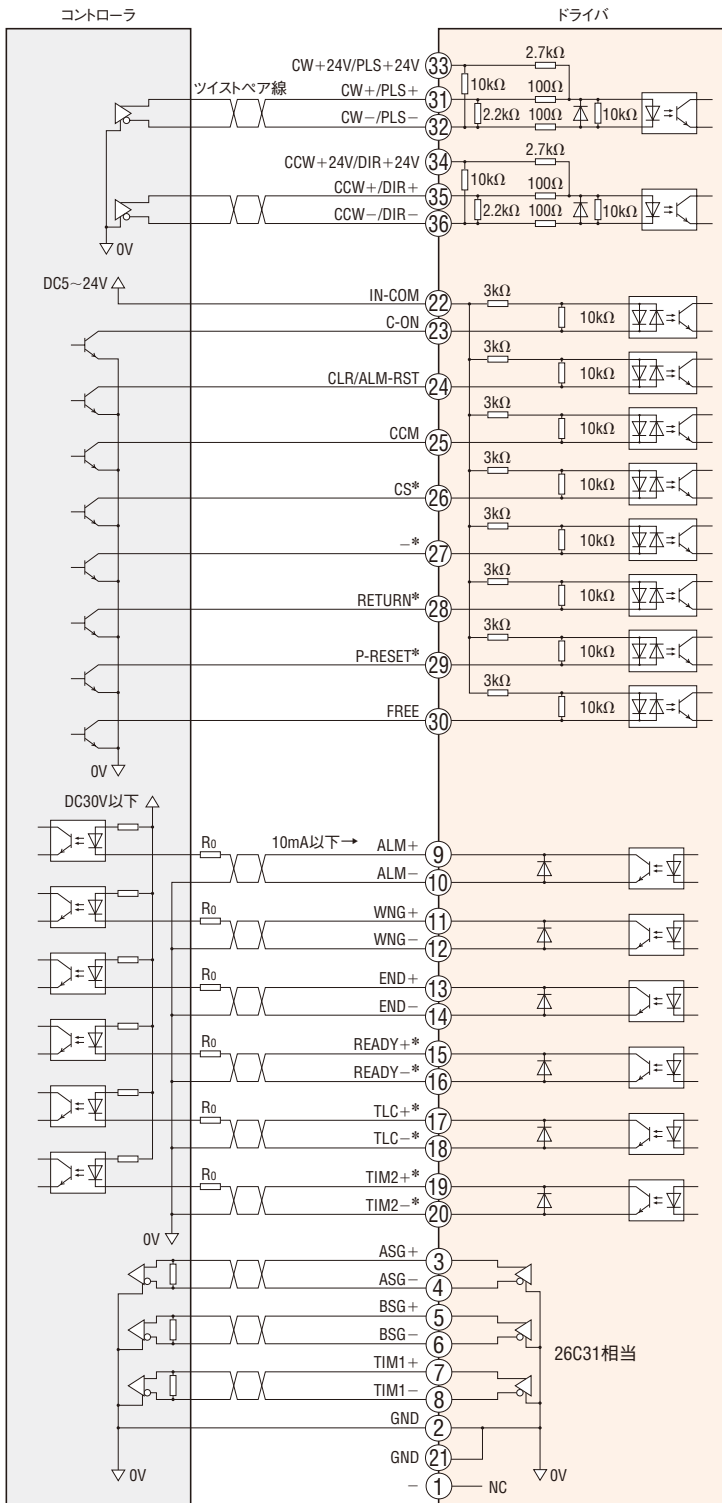 コントローラ
ドライバ
CW+24V/PLS+24V 33 2.7kΩ
10kΩ
ツイストペア線 CW+/PLS+ 31 100Ω
2.2kΩ 10kΩ
CW−/PLS− 32 100Ω
CCW+24V/DIR+24V 34 2.7kΩ
10kΩ
CCW+/DIR+ 35 100Ω
2.2kΩ 10kΩ
CCW−/DIR− 36 100Ω
0V
DC5~24V
IN-COM 22 3kΩ
10kΩ
C-ON 23
3kΩ
10kΩ
CLR/ALM-RST 24
3kΩ
10kΩ
CCM 25
3kΩ
10kΩ
CS* 26
3kΩ
10kΩ
−* 27
3kΩ
10kΩ
RETURN* 28
3kΩ
10kΩ
P-RESET* 29
3kΩ
10kΩ
FREE 30
0V
DC30V以下
R0 10mA以下→ ALM+ 9
ALM− 10
R0 WNG+ 11
WNG− 12
R0 END+ 13
END− 14
R0 READY+* 15
READY−* 16
R0 TLC+* 17
TLC−* 18
R0 TIM2+* 19
TIM2−* 20
0V
ASG+ 3
ASG− 4
BSG+ 5
BSG− 6
26C31相当
TIM1+ 7
TIM1− 8
GND 2
GND 21
0V
0V
− 1 NC